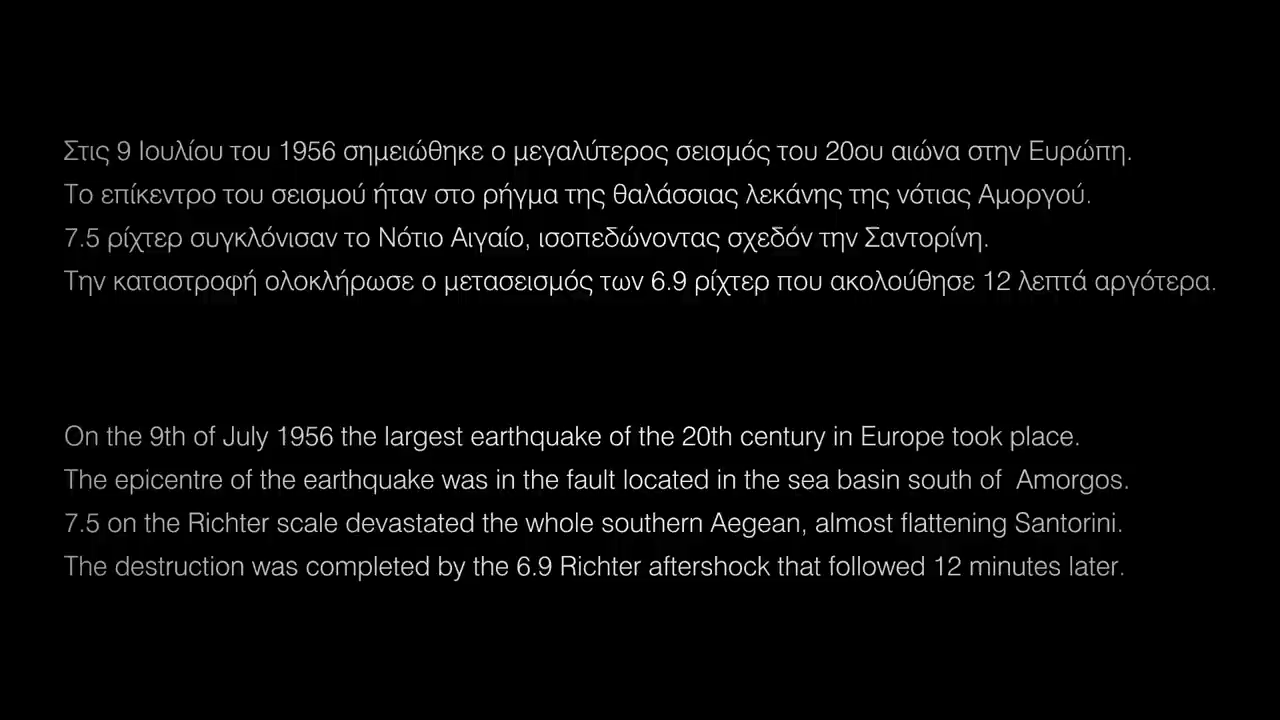 Στις 9 Ιουλίου του 1956 σημειώθηκε ο μεγαλύτερος σεισμός του 20ου αιώνα στην Ευρώπη.
Το επίκεντρο του σεισμού ήταν στο ρήγμα της θαλάσσιας λεκάνης της νότιας Αμοργού.
7.5 ρίχτερ συγκλόνισαν το Νότιο Αιγαίο, ισοπεδώνοντας σχεδόν την Σαντορίνη.
Την καταστροφή ολοκλήρωσε ο μετασεισμός των 6.9 ρίχτερ που ακολούθησε 12 λεπτά αργότερα.
On the 9th of July 1956 the largest earthquake of the 20th century in Europe took place.
The epicentre of the earthquake was in the fault located in the sea basin south of  Amorgos.
7.5 on the Richter scale devastated the whole southern Aegean, almost flattening Santorini.
The destruction was completed by the 6.9 Richter aftershock that followed 12 minutes later.